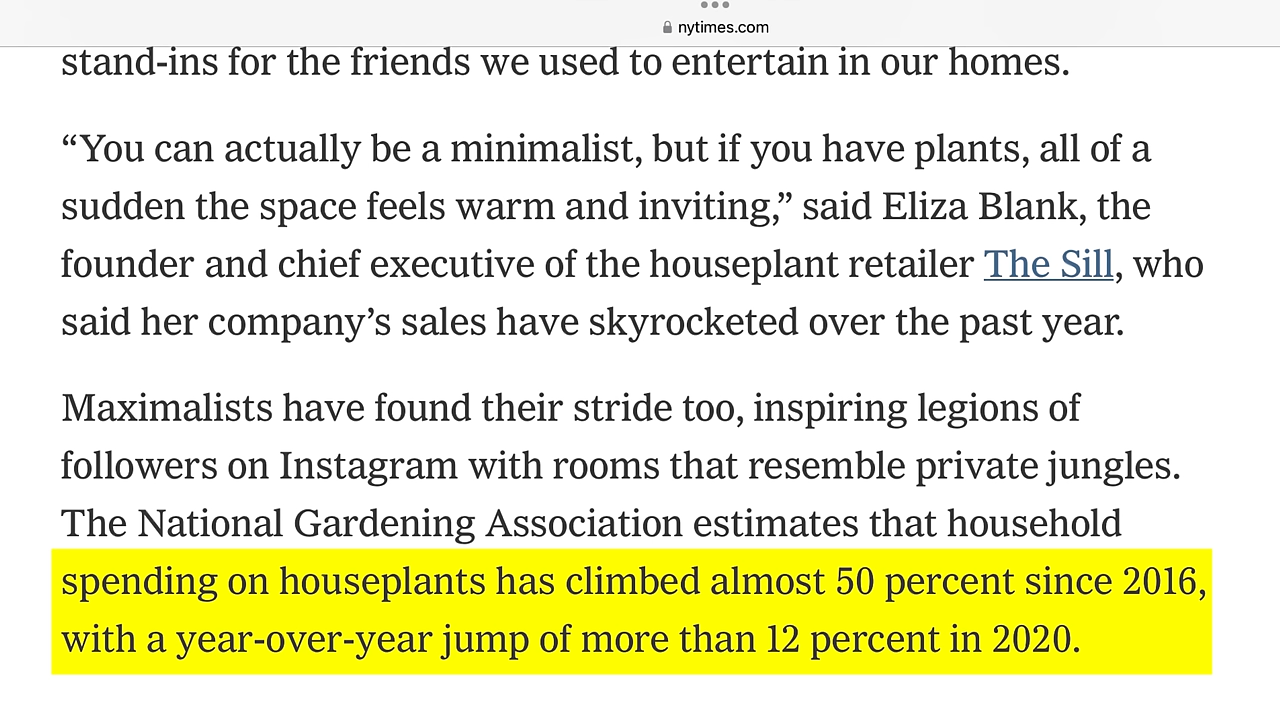 nytimes.com
stand-ins for the friends we used to entertain in our homes.
“You can actually be a minimalist, but if you have plants, all of a
sudden the space feels warm and inviting,” said Eliza Blank, the
founder and chief executive of the houseplant retailer The Sill, who
said her company’s sales have skyrocketed over the past year.
Maximalists have found their stride too, inspiring legions of
followers on Instagram with rooms that resemble private jungles.
The National Gardening Association estimates that household
spending on houseplants has climbed almost 50 percent since 2016,
with a year-over-year jump of more than 12 percent in 2020.